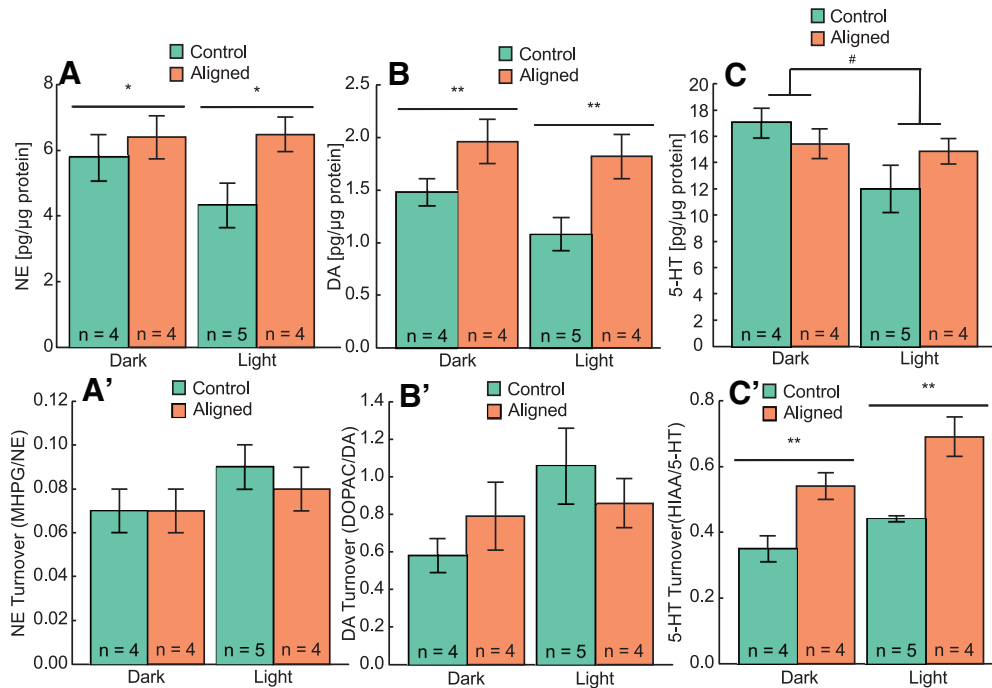 A
Control
Aligned
*
*
NE [pg/µg protein]
8
6
4
2
0
n = 4
n = 4
n = 5
n = 4
Dark
Light
B
Control
Aligned
**
**
DA [pg/µg protein]
2.5
2.0
1.5
1.0
0.5
0.0
n = 4
n = 4
n = 5
n = 4
Dark
Light
C
Control
Aligned
#
5-HT [pg/µg protein]
20
18
16
14
12
10
8
6
4
2
0
n = 4
n = 4
n = 5
n = 4
Dark
Light
A’
Control
Aligned
NE Turnover (MHPG/NE)
0.12
0.10
0.08
0.06
0.04
0.02
0.00
n = 4
n = 4
n = 5
n = 4
Dark
Light
B’
Control
Aligned
DA Turnover (DOPAC/DA)
1.4
1.2
1.0
0.8
0.6
0.4
0.2
0.0
n = 4
n = 4
n = 5
n = 4
Dark
Light
C’
Control
Aligned
**
**
5-HT Turnover(HIAA/5-HT)
0.8
0.6
0.4
0.2
0.0
n = 4
n = 4
n = 5
n = 4
Dark
Light